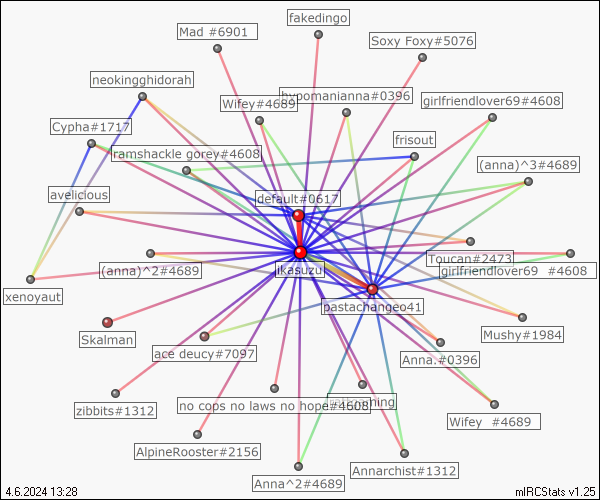 fakedingo
Mad #6901
Soxy Foxy#5076
neokingghidorah
Wifey#4689
hypomanianna#0396
girlfriendlover69#4608
Cypha#1717
frisout
ramshackle gorey#4608
(anna)^3#4689
avelicious
default#0617
Toucan#2473
(anna)^2#4689
ikasuzu
girlfriendlover69 #4608
xenoyaut
pastachangeo41
Skalman
Mushy#1984
ace deucy#7097
Anna.#0396
zibbits#1312
no cops no laws no hope#4608
Wifey #4689
AlpineRooster#2156
Annarchist#1312
Anna^2#4689
4.6.2024 13:28
mIRCStats v1.25